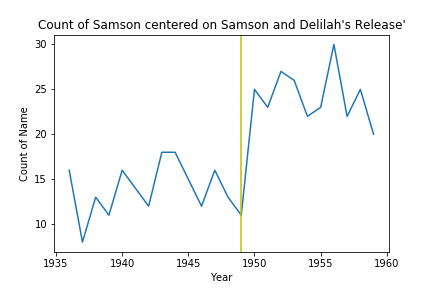 Count of Samson centered on Samson and Delilah's Release'
Count of Name
30
25
20
15
10
1935 1940 1945 1950 1955 1960
Year